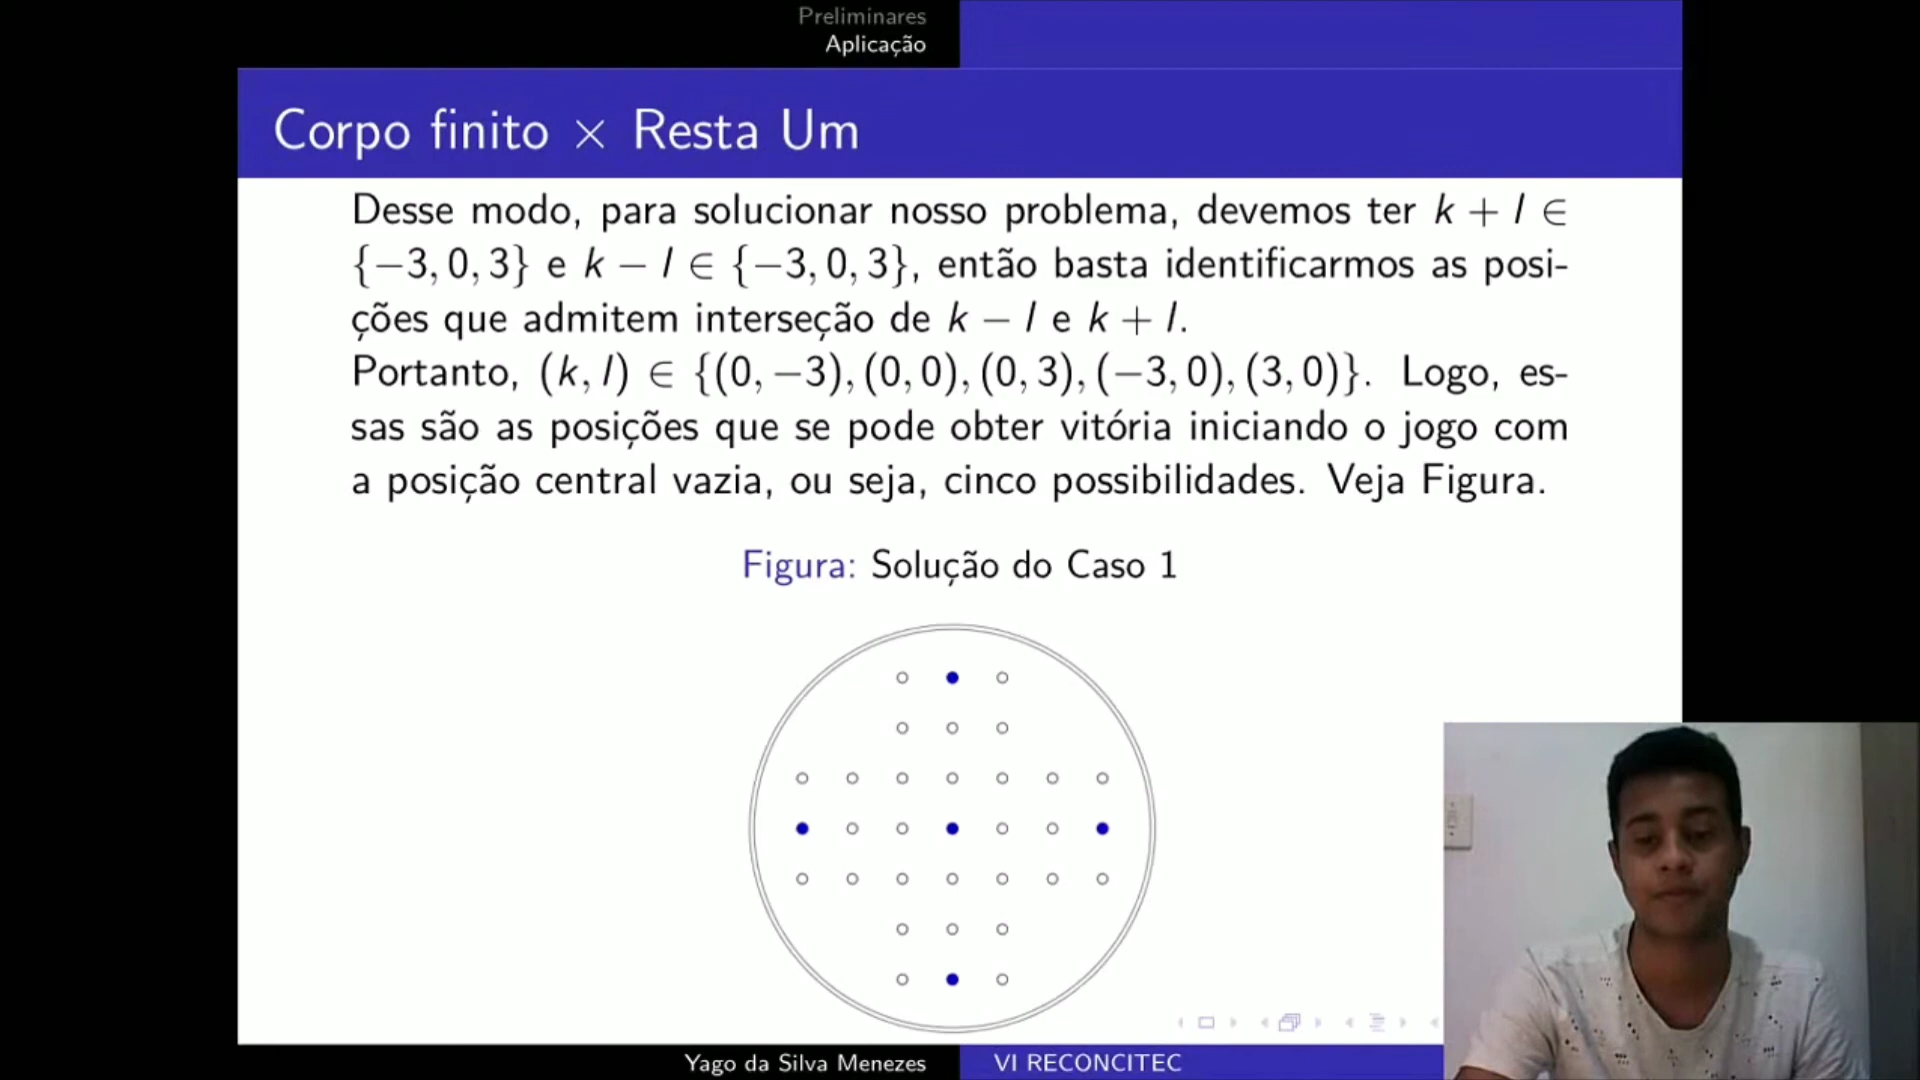 Preliminares
Aplicação
Corpo finito × Resta Um
Desse modo, para solucionar nosso problema, devemos ter k + l ∈
{−3, 0, 3} e k − l ∈ {−3, 0, 3}, então basta identificarmos as posi-
ções que admitem interseção de k − l e k + l.
Portanto, (k, l) ∈ {(0, −3), (0, 0), (0, 3), (−3, 0), (3, 0)}. Logo, es-
sas são as posições que se pode obter vitória iniciando o jogo com
a posição central vazia, ou seja, cinco possibilidades. Veja Figura.
Figura: Solução do Caso 1
Yago da Silva Menezes
VI RECONCITEC